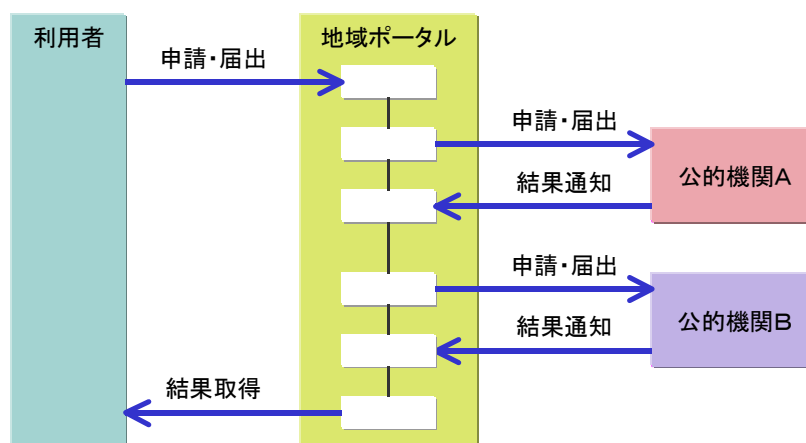 利用者
地域ポータル
申請・届出
申請・届出
公的機関A
結果通知
申請・届出
公的機関B
結果通知
結果取得